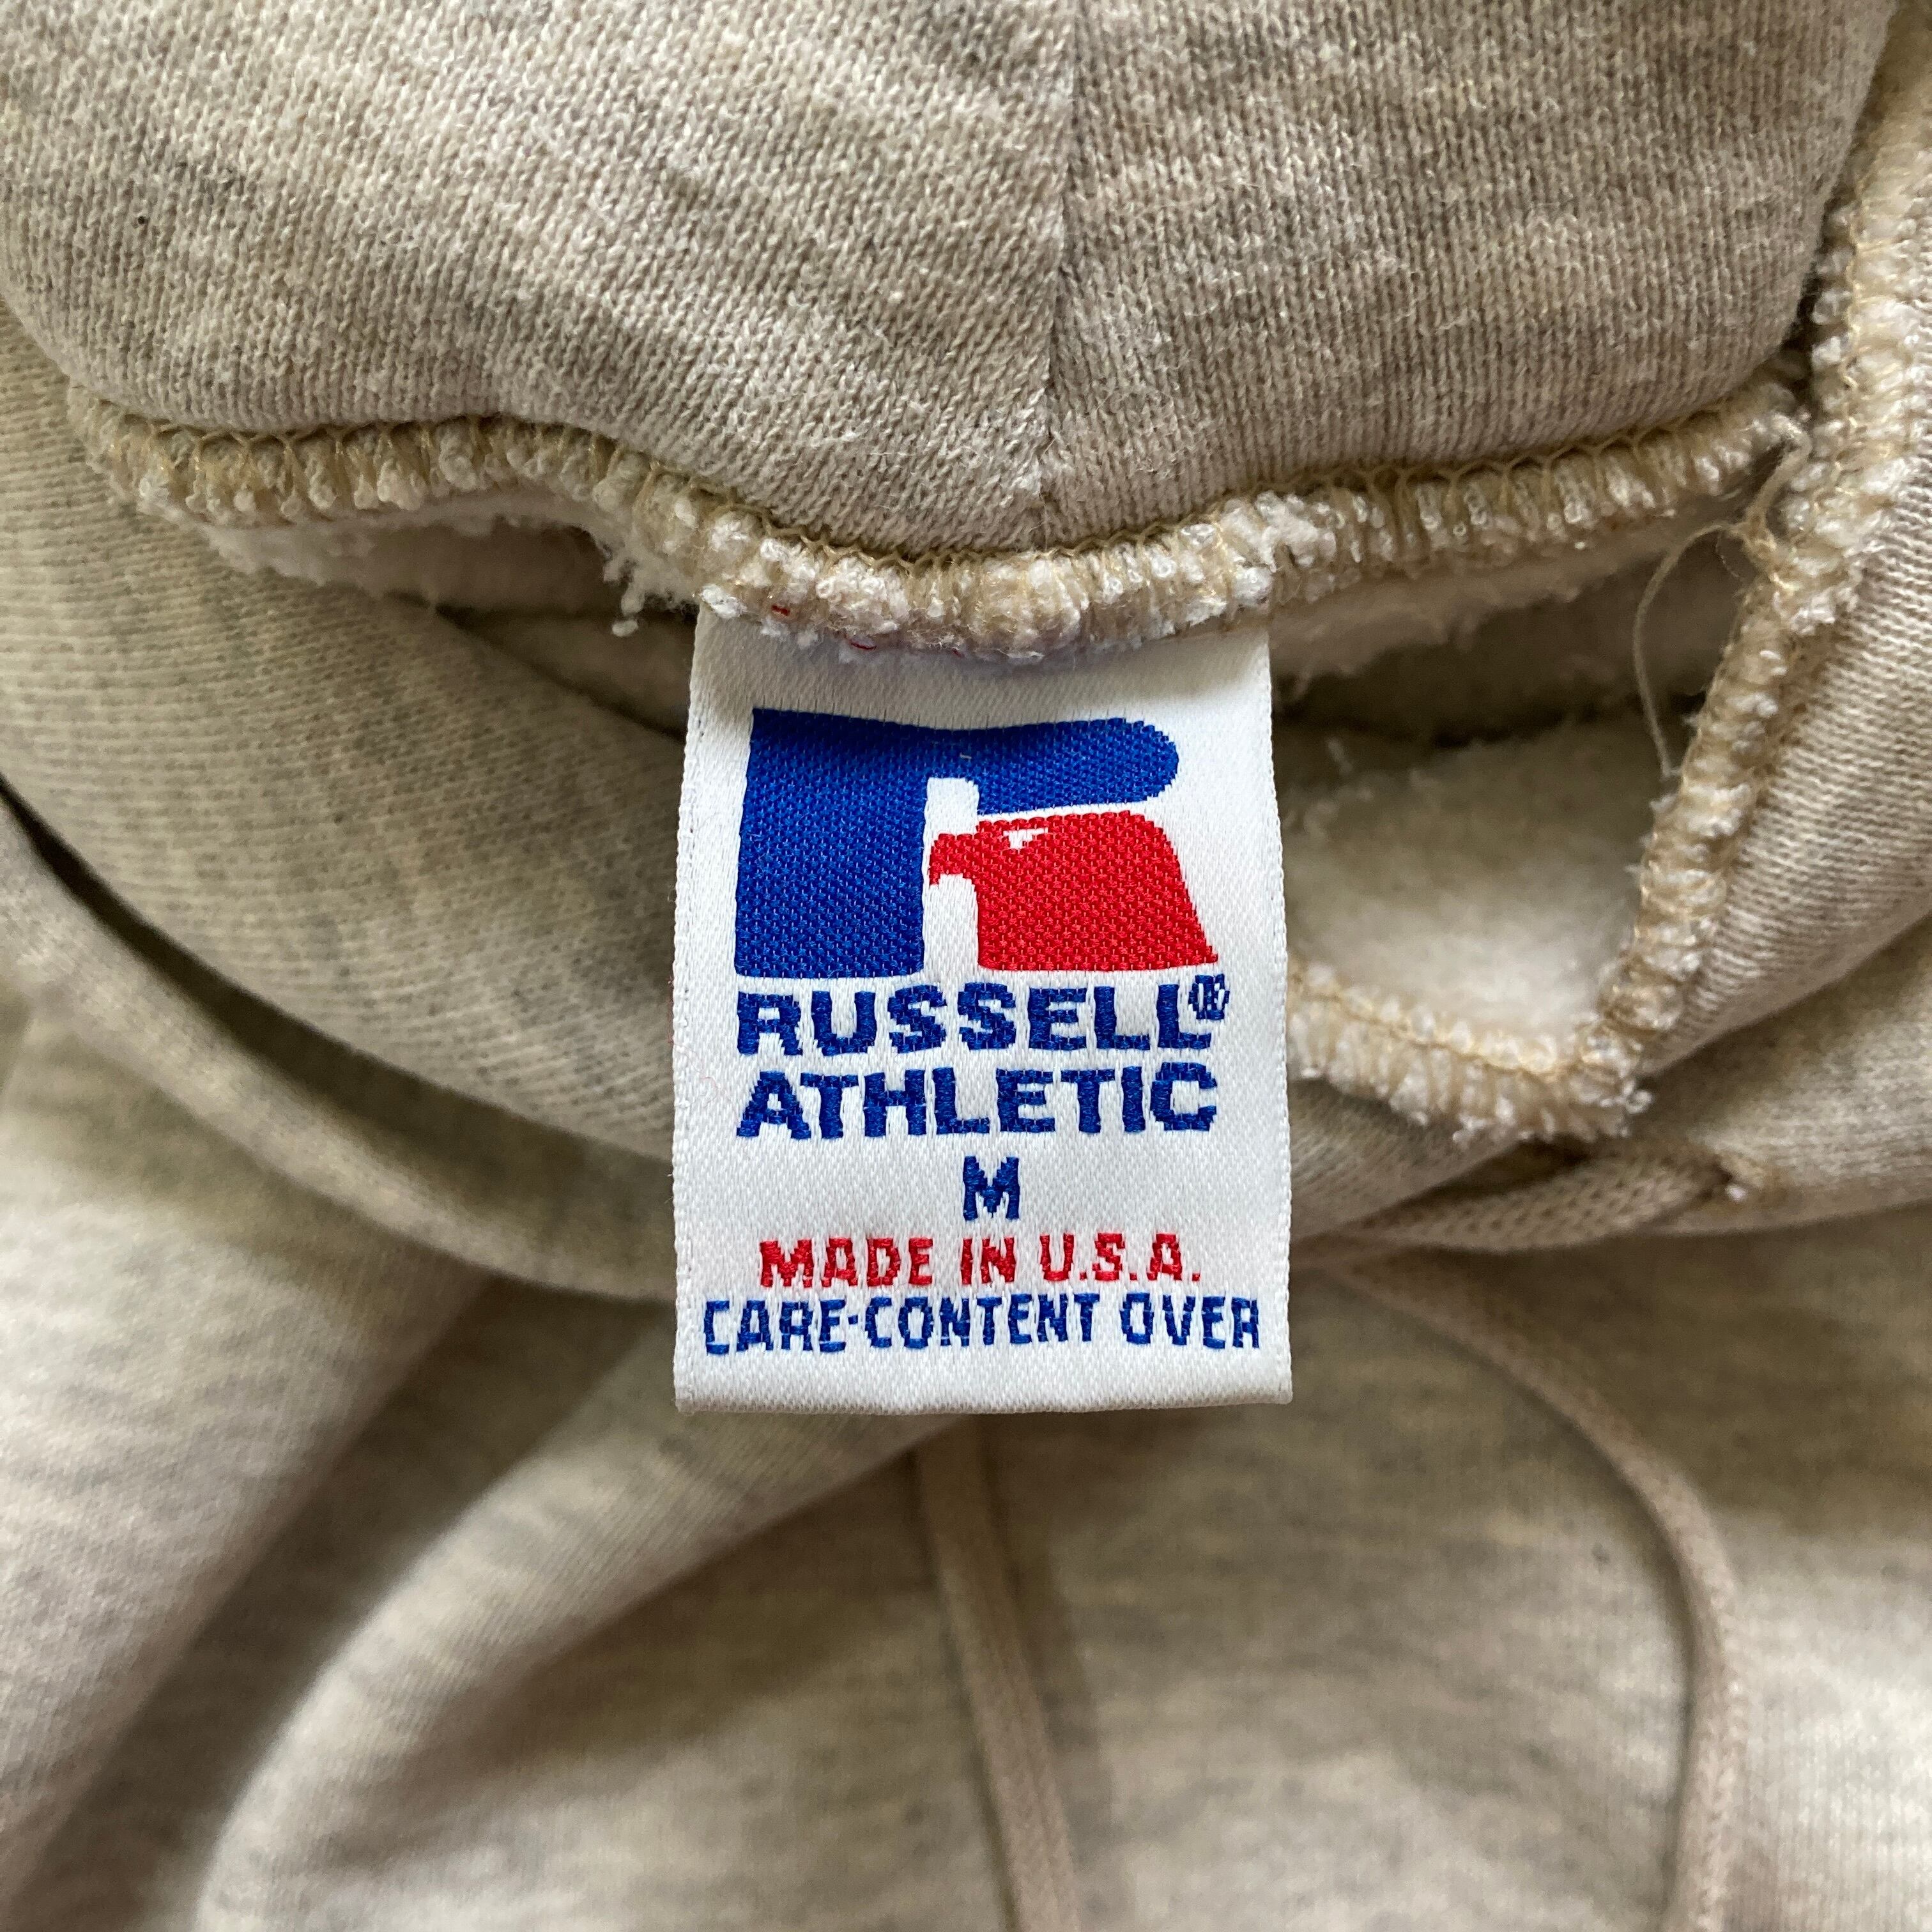 RUSSELL®
ATHLETIC
M
MADE IN U.S.A.
CARE·CONTENT OVER